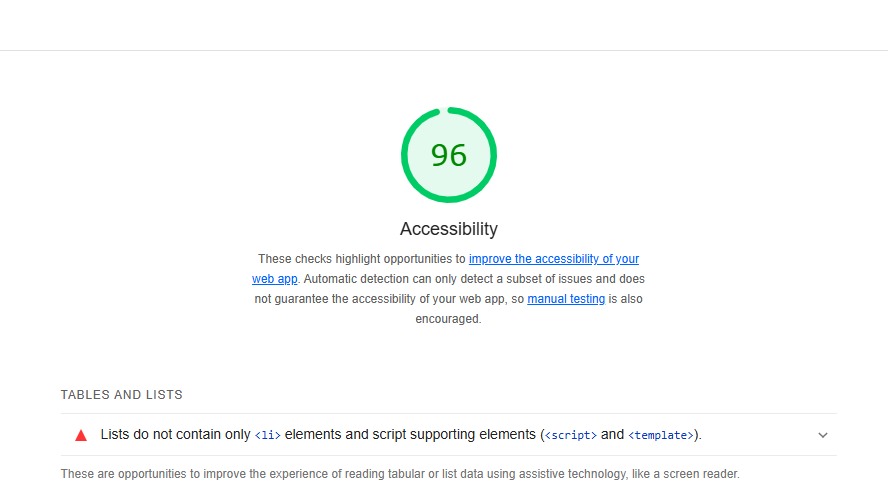 96
Accessibility
These checks highlight opportunities to improve the accessibility of your
web app. Automatic detection can only detect a subset of issues and does
not guarantee the accessibility of your web app, so manual testing is also
encouraged.
TABLES AND LISTS
Lists do not contain only <li> elements and script supporting elements (<script> and <template>).
These are opportunities to improve the experience of reading tabular or list data using assistive technology, like a screen reader.